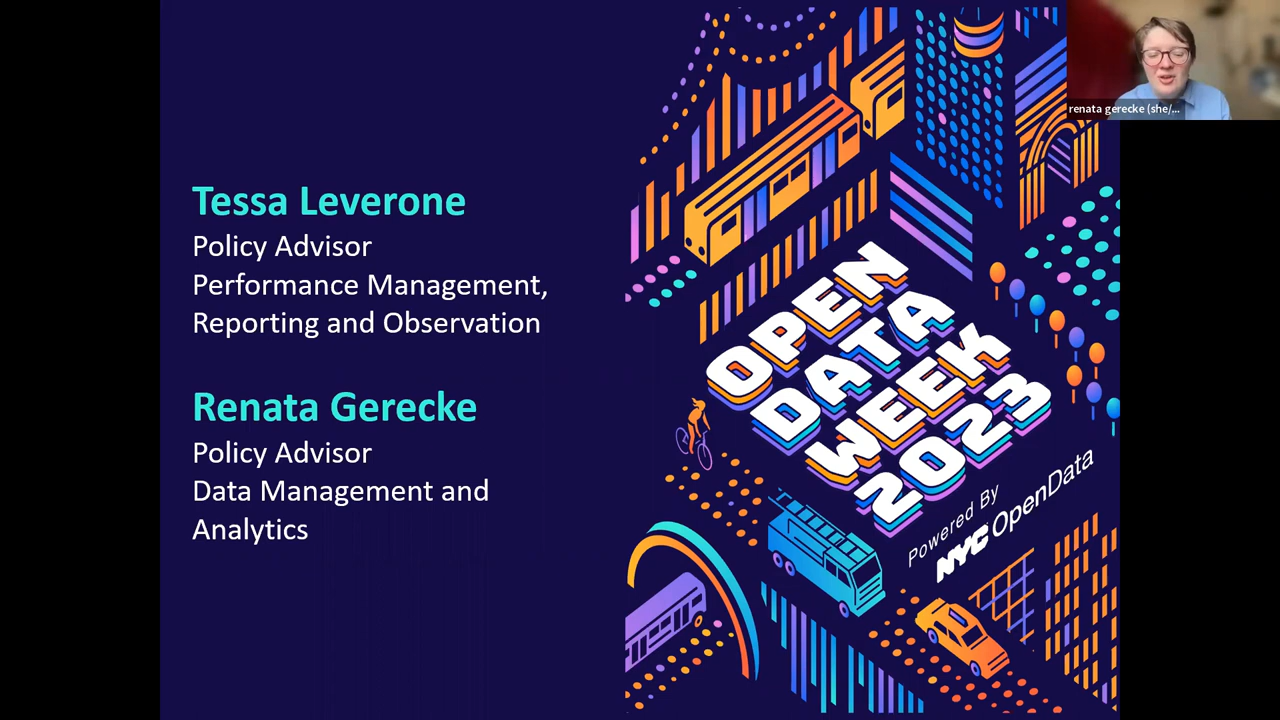 renata gerecke (she/...
Tessa Leverone
Policy Advisor
Performance Management,
Reporting and Observation
Renata Gerecke
Policy Advisor
Data Management and
Analytics
OPEN
DATA
WEEK
2023
Powered By
NYC OpenData